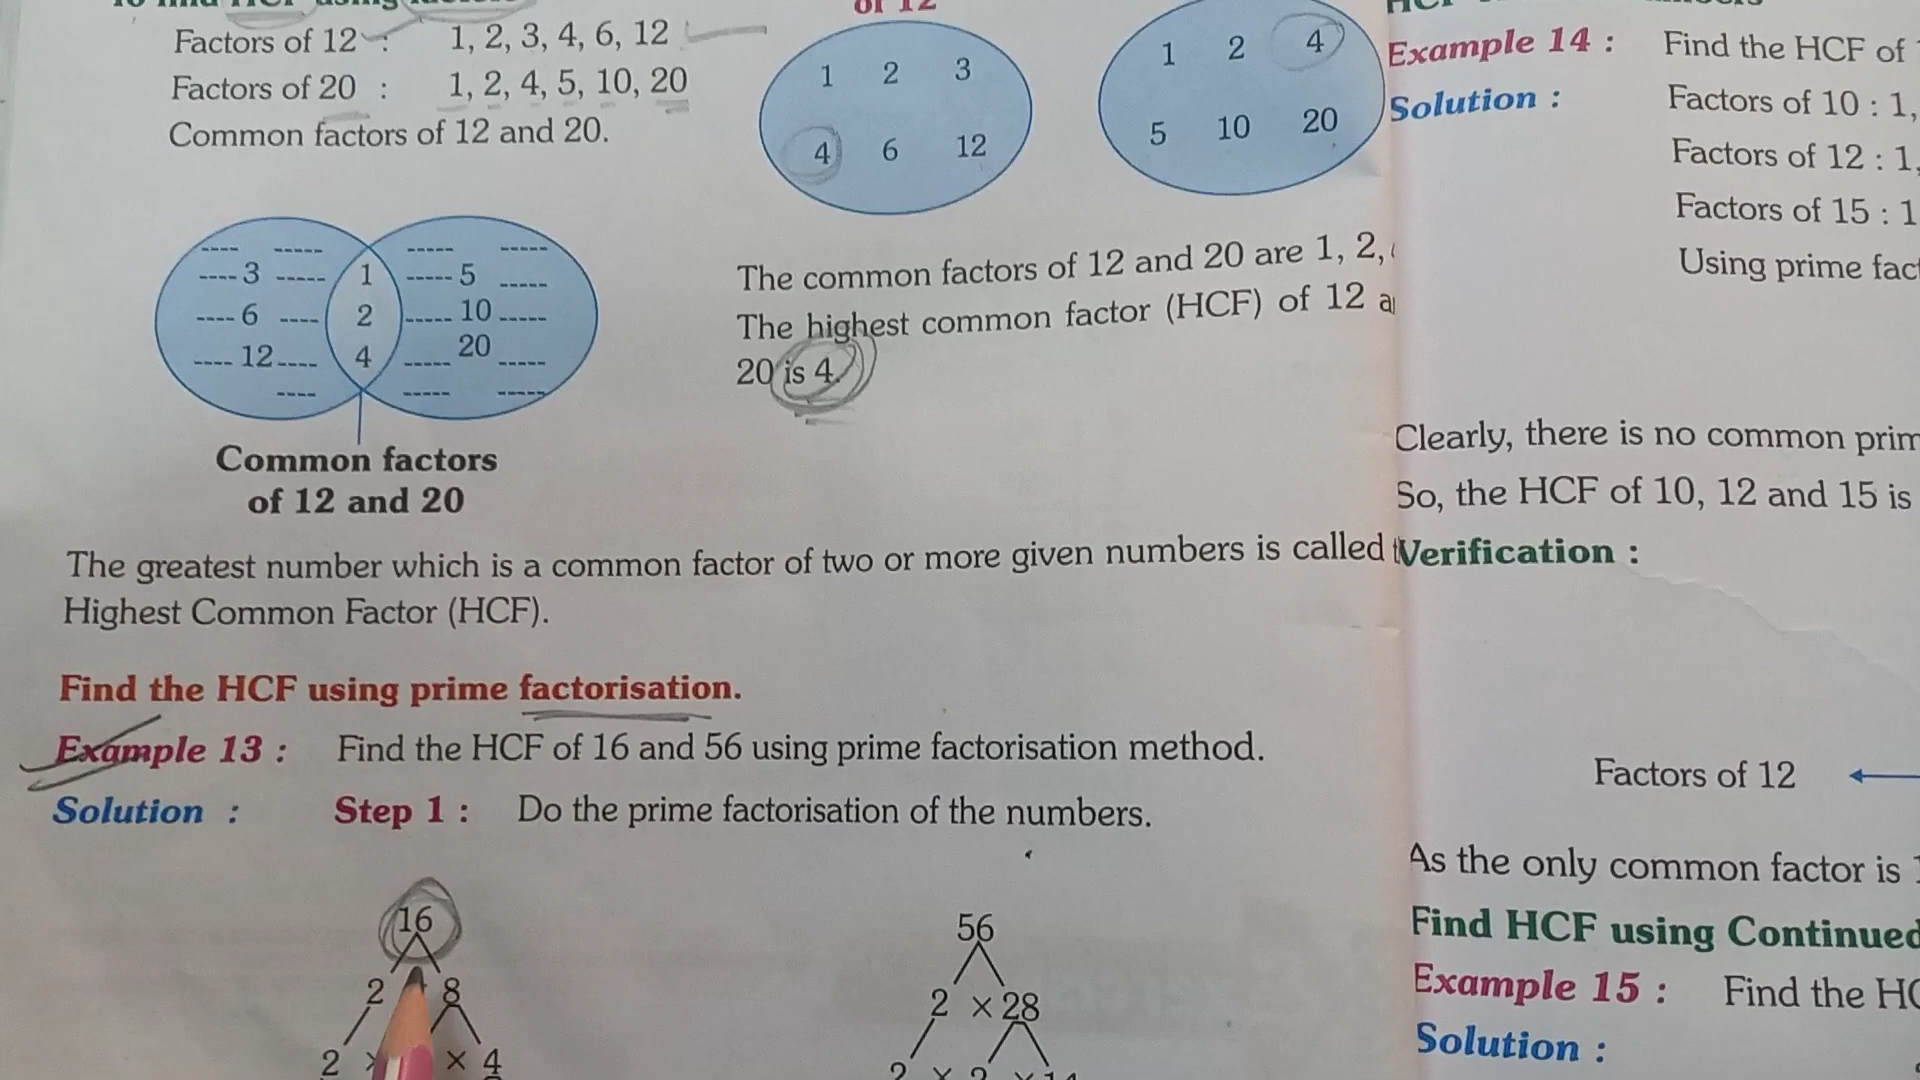 Factors of 12 : 1, 2, 3, 4, 6, 12
Factors of 20 : 1, 2, 4, 5, 10, 20
Common factors of 12 and 20.
of 12
1 2 3
4 6 12
1 2 4
5 10 20
3 1 5
6 2 10
12 4 20
Common factors
of 12 and 20
The common factors of 12 and 20 are 1, 2,
The highest common factor (HCF) of 12 a
20 is 4.
The greatest number which is a common factor of two or more given numbers is called t
Highest Common Factor (HCF).
Find the HCF using prime factorisation.
Example 13 : Find the HCF of 16 and 56 using prime factorisation method.
Solution : Step 1 : Do the prime factorisation of the numbers.
16
2 8
2 × 4
56
2 × 28
2 × 2 × 14
Example 14 : Find the HCF of
Solution : Factors of 10 : 1,
Factors of 12 : 1,
Factors of 15 : 1
Using prime fact
Clearly, there is no common prim
So, the HCF of 10, 12 and 15 is
Verification :
Factors of 12
As the only common factor is 1
Find HCF using Continued
Example 15 : Find the HC
Solution :